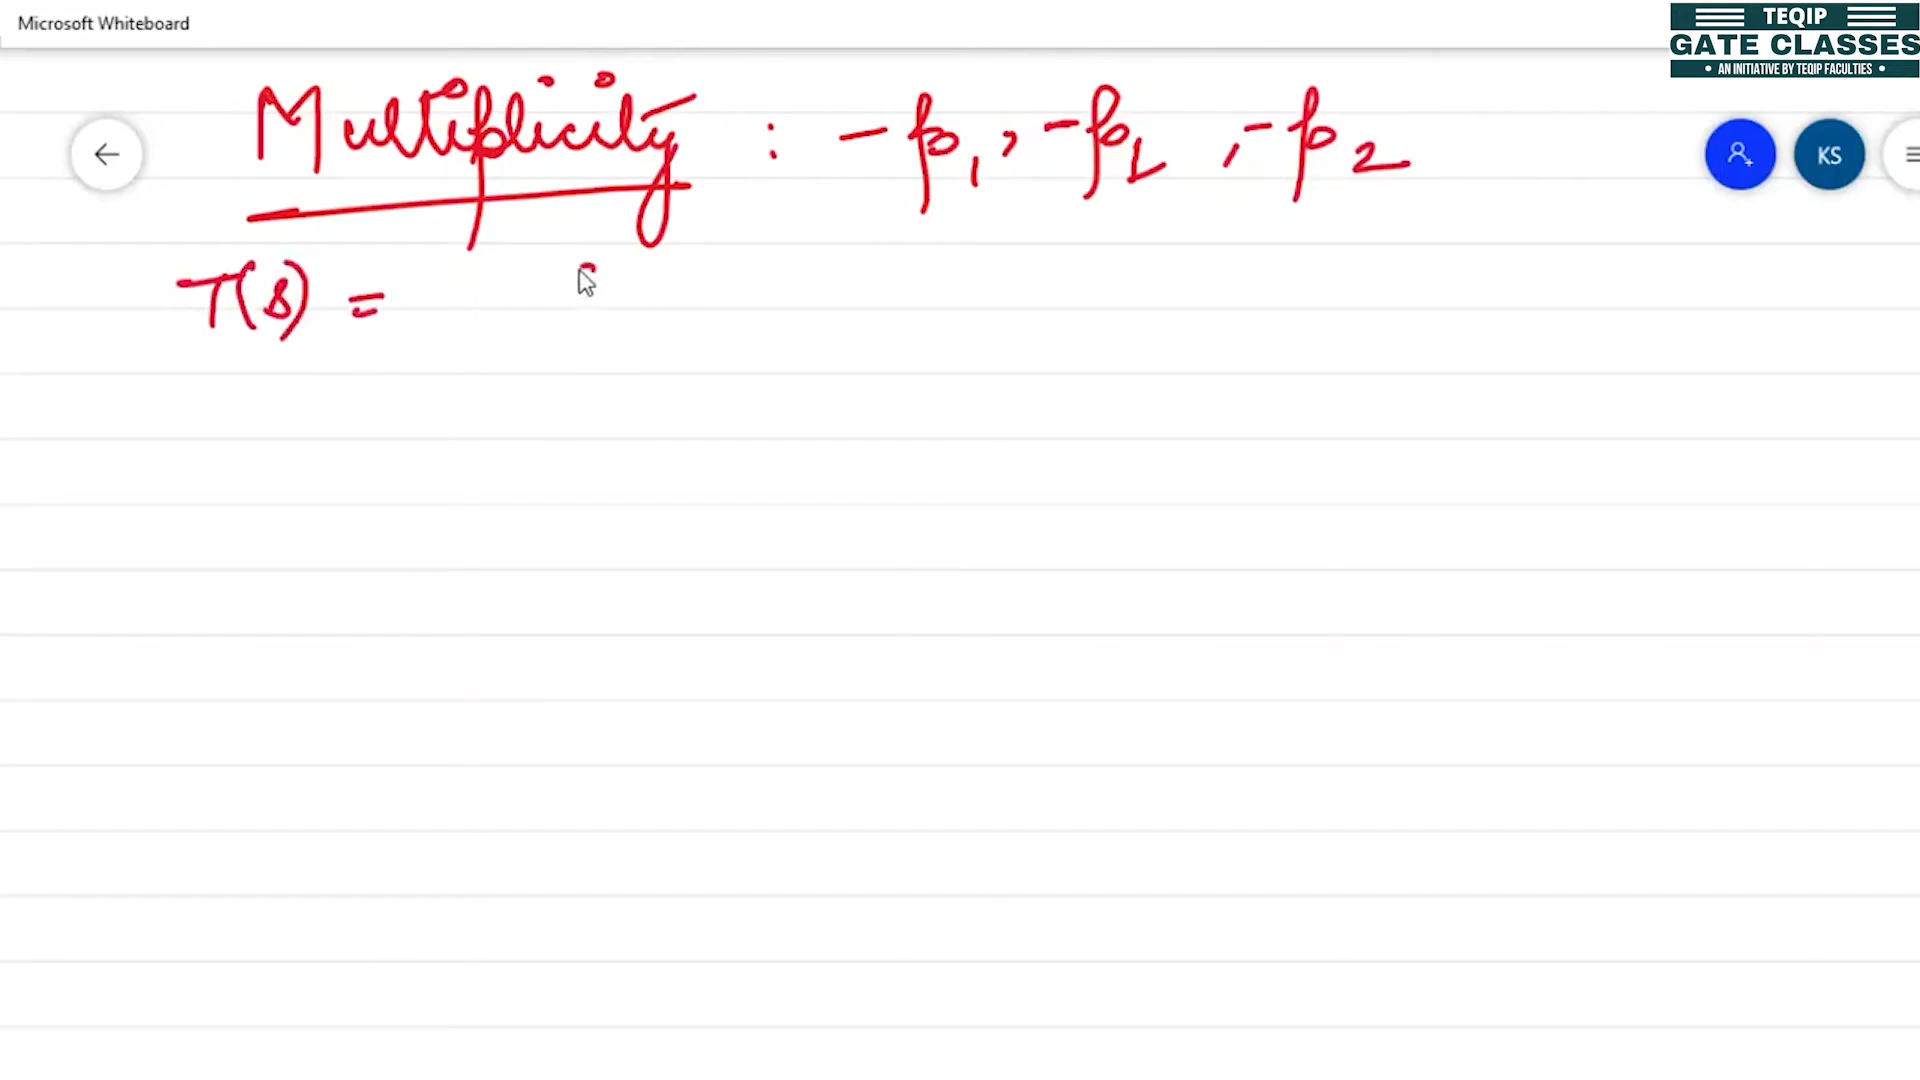 Microsoft Whiteboard
TEQIP
GATE CLASSES
• AN INITIATIVE BY TEQIP FACULTIES •
Multiplicity : -p₁, -p₂, -p₂
KS
T(s) =